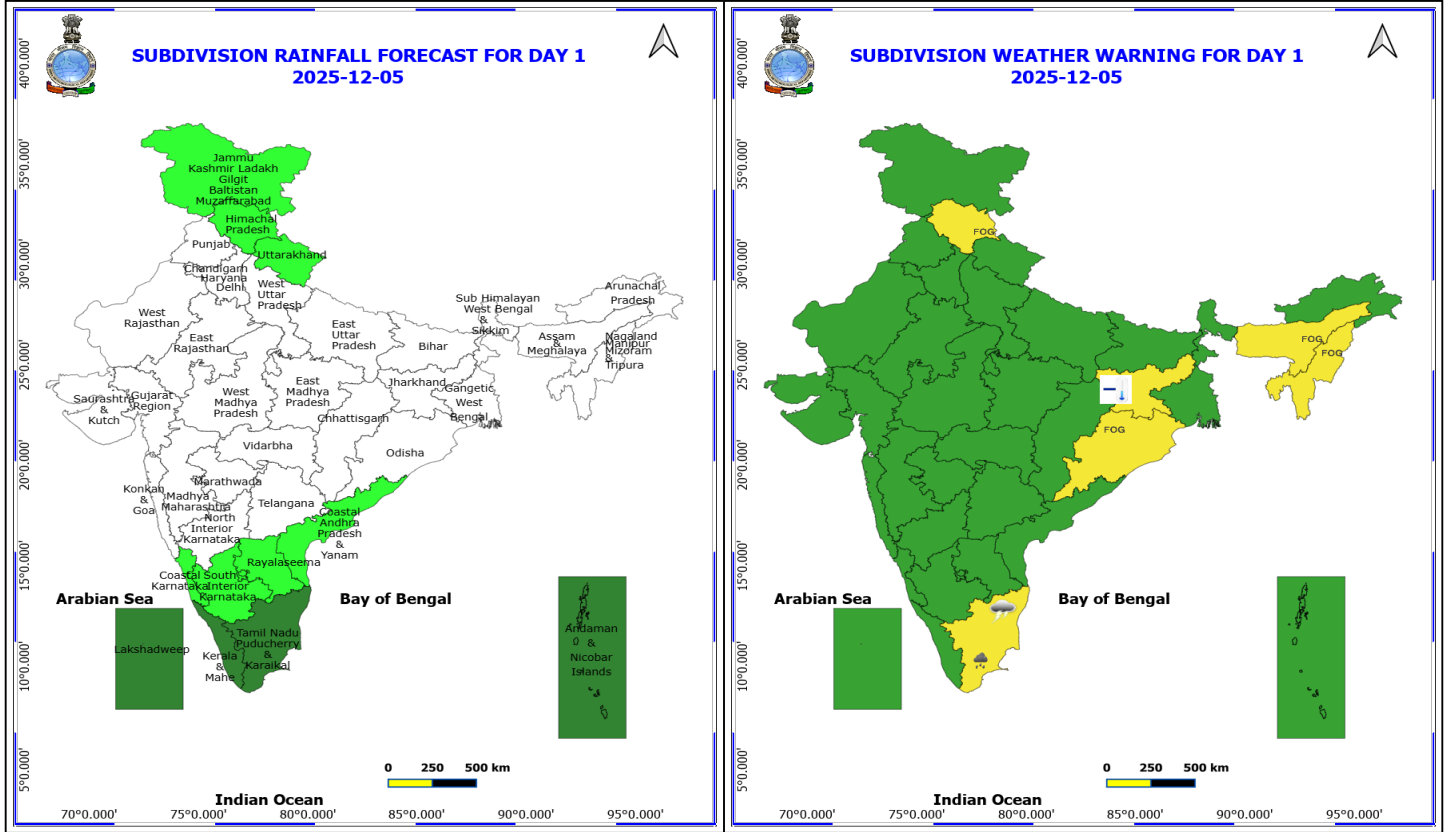 SUBDIVISION RAINFALL FORECAST FOR DAY 1
2025-12-05
40°0.000'
35°0.000'
30°0.000'
25°0.000'
20°0.000'
15°0.000'
10°0.000'
5°0.000'
Jammu
Kashmir Ladakh
Gilgit
Baltistan
Muzaffarabad
Himachal
Pradesh
Punjab
Uttarakhand
Chandigarh
Haryana
Delhi
West
Uttar
Pradesh
West
Rajasthan
East
Rajasthan
East
Uttar
Pradesh
Bihar
Sub Himalayan
West Bengal
&
Sikkim
Arunachal
Pradesh
Assam
&
Meghalaya
Nagaland
Manipur
Mizoram
&
Tripura
Saurashtra
&
Kutch
Gujarat
Region
West
Madhya
Pradesh
East
Madhya
Pradesh
Jharkhand
Gangetic
West
Bengal
Chhattisgarh
Vidarbha
Odisha
Konkan
&
Goa
Madhya
Maharashtra
Marathwada
Telangana
North
Interior
Karnataka
Coastal
Andhra
Pradesh
&
Yanam
Rayalaseema
Coastal
Karnataka
South
Interior
Karnataka
Arabian Sea
Bay of Bengal
Lakshadweep
Kerala
&
Mahe
Tamil Nadu
Puducherry
&
Karaikal
Andaman
&
Nicobar
Islands
0 250 500 km
Indian Ocean
70°0.000' 75°0.000' 80°0.000' 85°0.000' 90°0.000' 95°0.000'
SUBDIVISION WEATHER WARNING FOR DAY 1
2025-12-05
40°0.000'
35°0.000'
30°0.000'
25°0.000'
20°0.000'
15°0.000'
10°0.000'
5°0.000'
FOG
FOG
FOG
FOG
Arabian Sea
Bay of Bengal
0 250 500 km
Indian Ocean
70°0.000' 75°0.000' 80°0.000' 85°0.000' 90°0.000' 95°0.000'